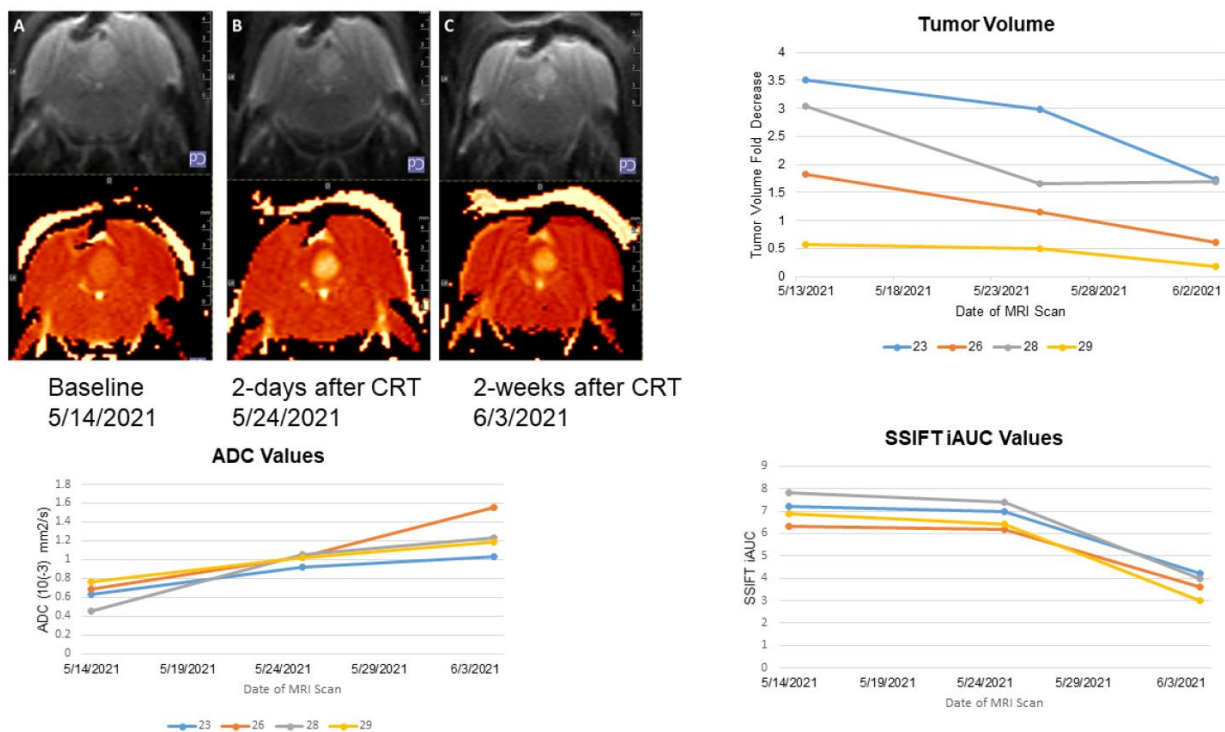 A
B
C
Baseline
5/14/2021
2-days after CRT
5/24/2021
2-weeks after CRT
6/3/2021
Tumor Volume
Tumor Volume Fold Decrease
4
3.5
3
2.5
2
1.5
1
0.5
0
5/13/2021 5/18/2021 5/23/2021 5/28/2021 6/2/2021
Date of MRI Scan
23 26 28 29
ADC Values
ADC (10(-3) mm2/s)
1.8
1.6
1.4
1.2
1
0.8
0.6
0.4
0.2
0
5/14/2021 5/19/2021 5/24/2021 5/29/2021 6/3/2021
Date of MRI Scan
23 26 28 29
SSIFT iAUC Values
SSIFT iAUC
9
8
7
6
5
4
3
2
1
0
5/14/2021 5/19/2021 5/24/2021 5/29/2021 6/3/2021
Date of MRI Scan
23 26 28 29